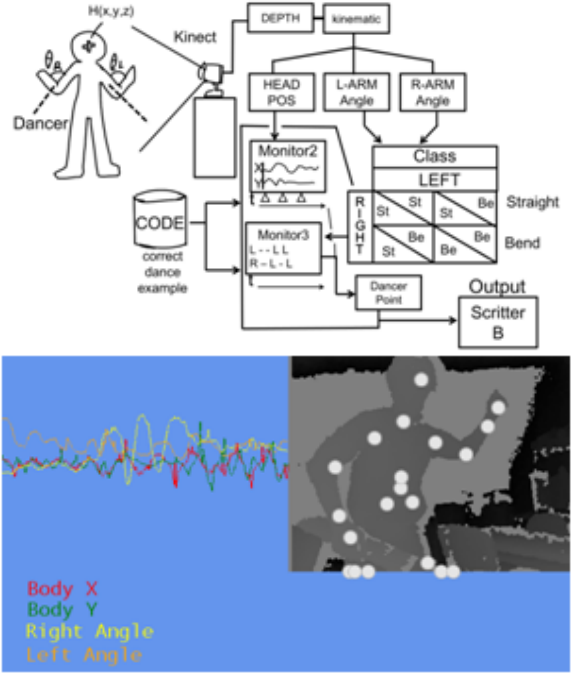 H(x,y,z)
Kinect
DEPTH
kinematic
θR
θL
HEAD
POS
L-ARM
Angle
R-ARM
Angle
Dancer
Monitor2
X
Y
t
Class
LEFT
RIGHT
St St
St Be
Straight
St Be
Be Be
Bend
CODE
correct
dance
example
Monitor3
L - - L L
R – L - L
t
Dancer
Point
Output
Scritter
B
Body X
Body Y
Right Angle
Left Angle